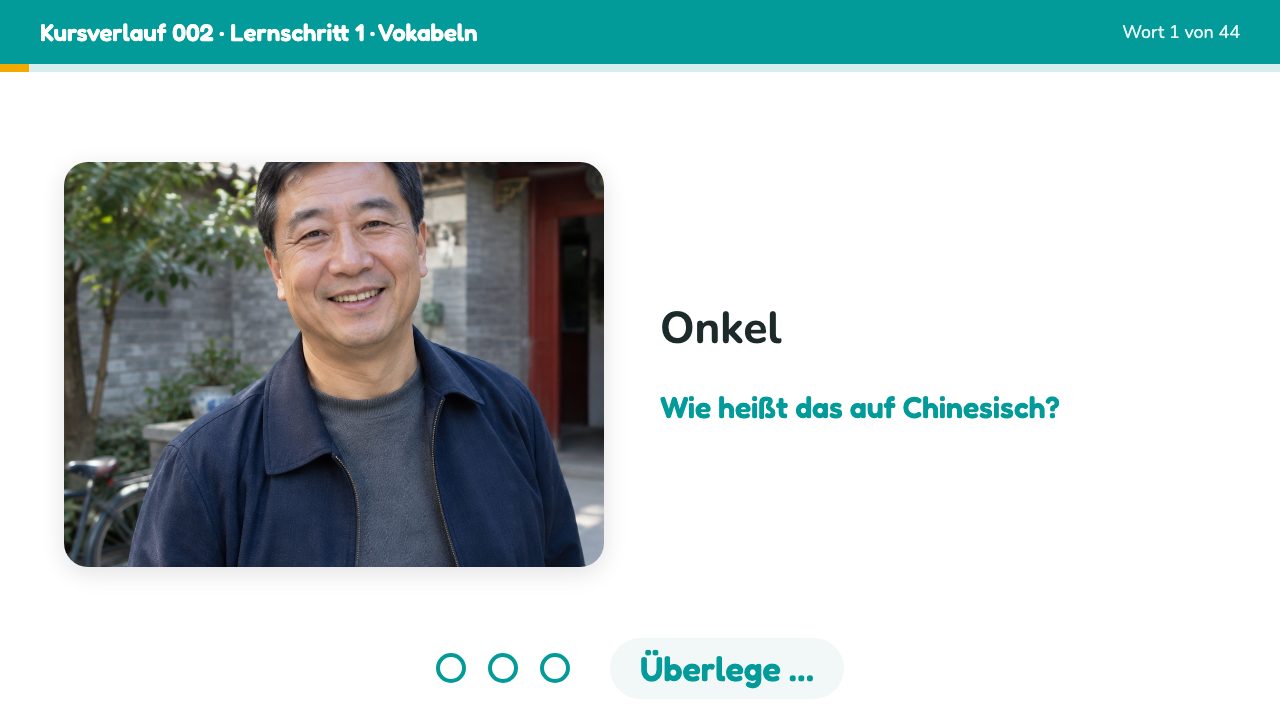 Kursverlauf 002 · Lernschritt 1 · Vokabeln
Wort 1 von 44
Onkel
Wie heißt das auf Chinesisch?
Überlege ...